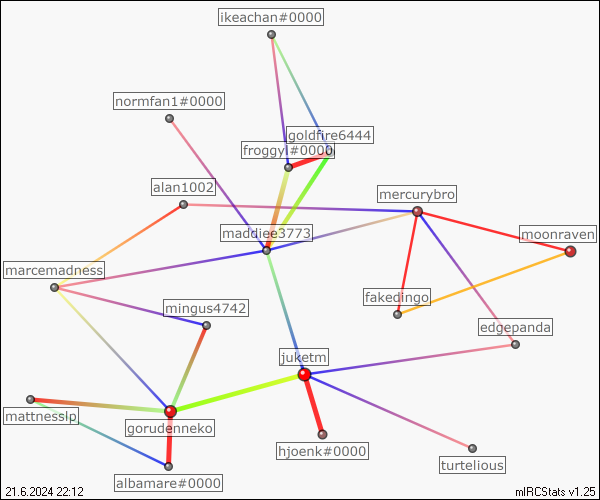 ikeachan#0000
normfan1#0000
goldfire6444
froggyl#0000
alan1002
mercurybro
maddiee3773
moonraven
marcemadness
fakedingo
mingus4742
edgepanda
juketm
mattnesslp
gorudenneko
hjoenk#0000
turtelious
albamare#0000
21.6.2024 22:12
mIRCStats v1.25